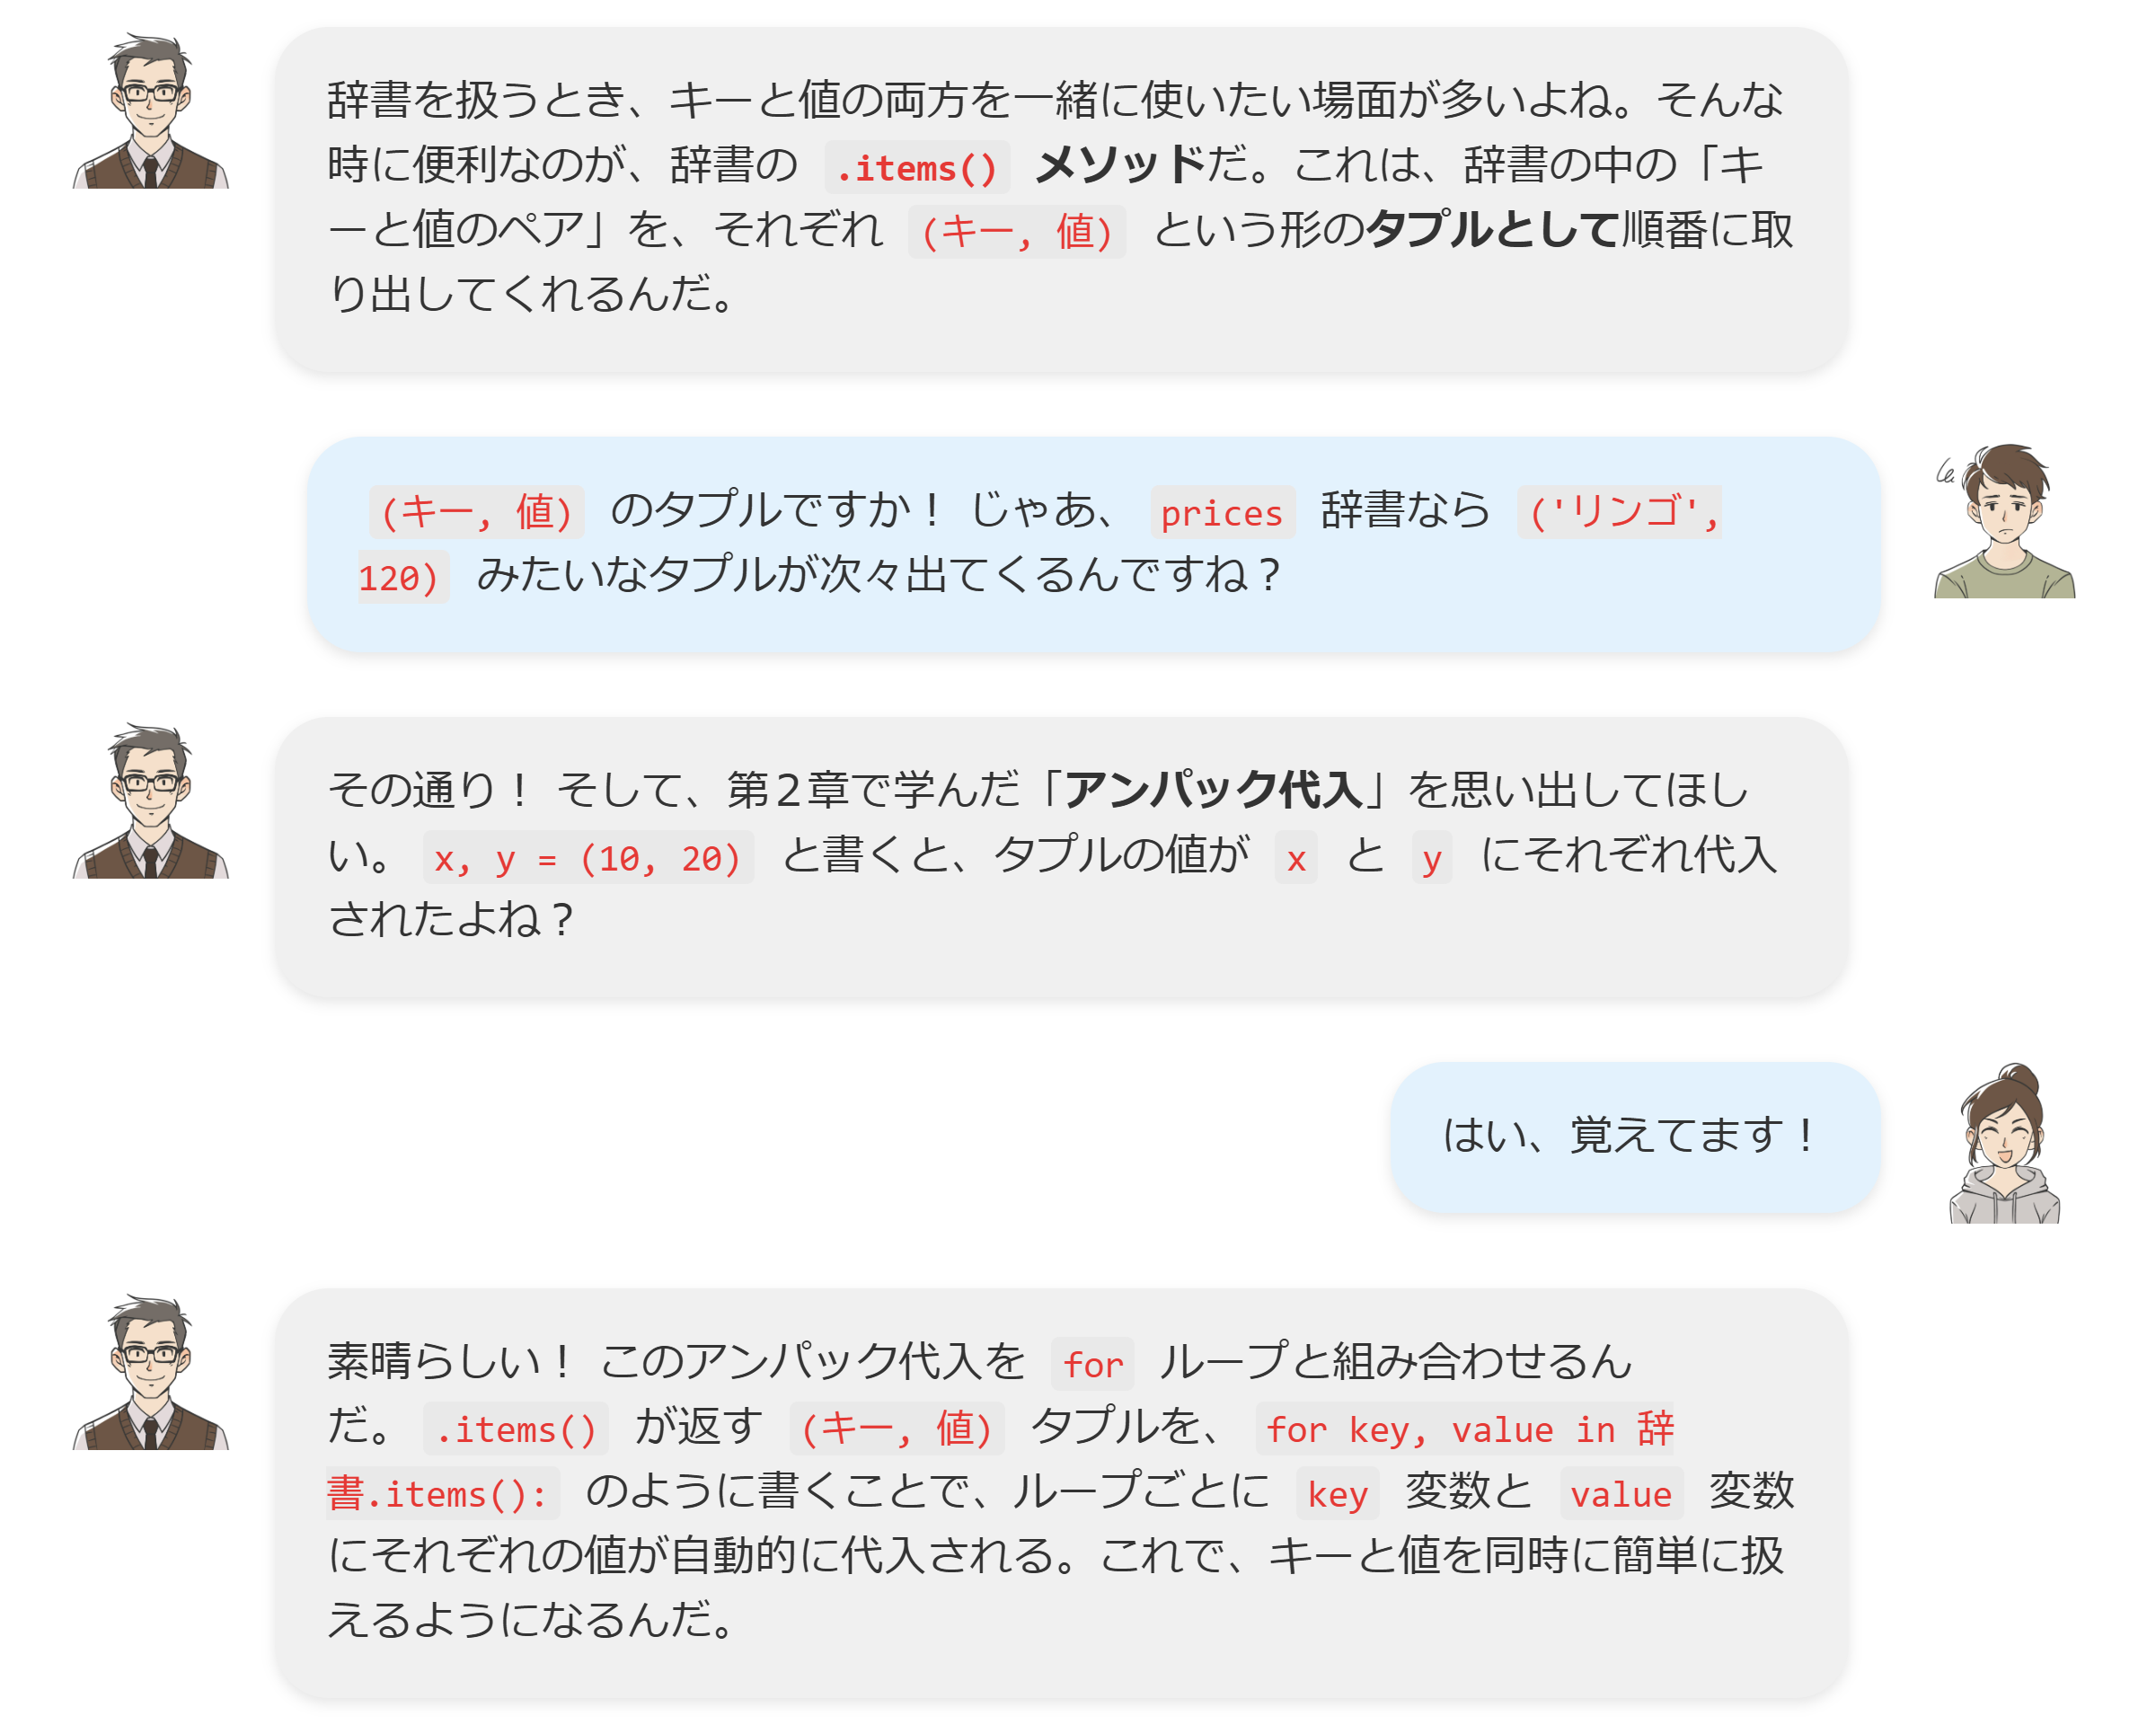 辞書を扱うとき、キーと値の両方を一緒に使いたい場面が多いよね。そんな
時に便利なのが、辞書の .items() メソッドだ。これは、辞書の中の「キ
ーと値のペア」を、それぞれ (キー, 値) という形のタプルとして順番に取
り出してくれるんだ。
(キー, 値) のタプルですか！ じゃあ、 prices 辞書なら ('リンゴ',
120) みたいなタプルが次々出てくるんですね？
その通り！ そして、第2章で学んだ「アンパック代入」を思い出してほし
い。 x, y = (10, 20) と書くと、タプルの値が x と y にそれぞれ代入
されたよね？
はい、覚えてます！
素晴らしい！ このアンパック代入を for ループと組み合わせるん
だ。 .items() が返す (キー, 値) タプルを、 for key, value in 辞
書.items(): のように書くことで、ループごとに key 変数と value 変数
にそれぞれの値が自動的に代入される。これで、キーと値を同時に簡単に扱
えるようになるんだ。